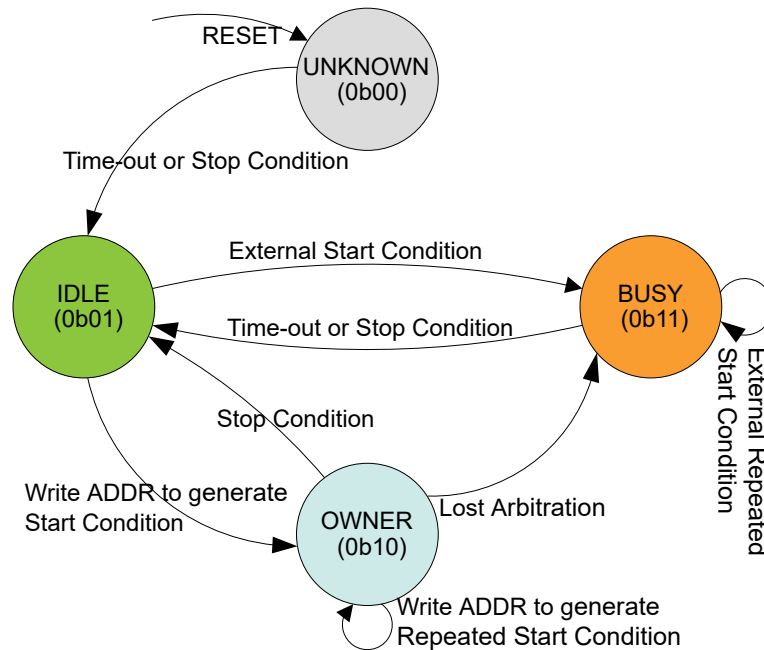 RESET
UNKNOWN
(0b00)
Time-out or Stop Condition
External Start Condition
IDLE
(0b01)
BUSY
(0b11)
Time-out or Stop Condition
External Repeated
Start Condition
Stop Condition
Write ADDR to generate
Start Condition
Lost Arbitration
OWNER
(0b10)
Write ADDR to generate
Repeated Start Condition